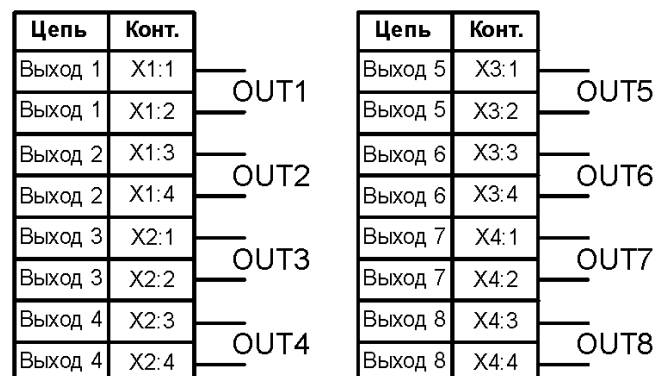 Цепь Конт.
Выход 1 X1:1
OUT1
Выход 1 X1:2
Выход 2 X1:3
OUT2
Выход 2 X1:4
Выход 3 X2:1
OUT3
Выход 3 X2:2
Выход 4 X2:3
OUT4
Выход 4 X2:4
Цепь Конт.
Выход 5 X3:1
OUT5
Выход 5 X3:2
Выход 6 X3:3
OUT6
Выход 6 X3:4
Выход 7 X4:1
OUT7
Выход 7 X4:2
Выход 8 X4:3
OUT8
Выход 8 X4:4